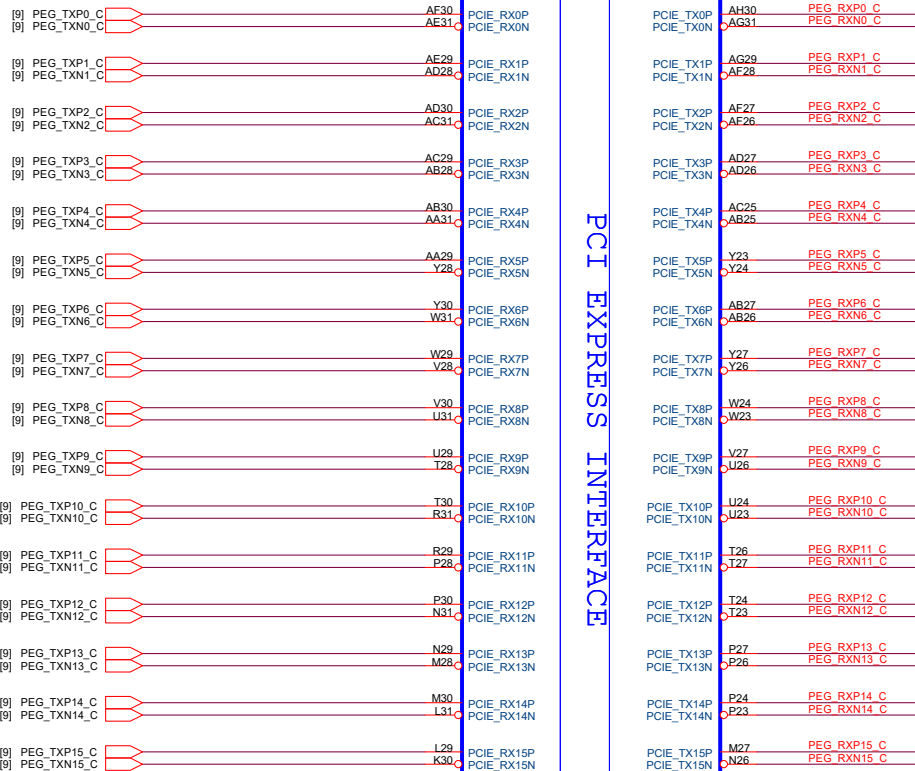 [9] PEG_TXP0_C AF30 PCIE_RX0P PCIE_TX0P AH30 PEG_RXP0_C
[9] PEG_TXN0_C AE31 PCIE_RX0N PCIE_TX0N AG31 PEG_RXN0_C
[9] PEG_TXP1_C AE29 PCIE_RX1P PCIE_TX1P AG29 PEG_RXP1_C
[9] PEG_TXN1_C AD28 PCIE_RX1N PCIE_TX1N AF28 PEG_RXN1_C
[9] PEG_TXP2_C AD30 PCIE_RX2P PCIE_TX2P AF27 PEG_RXP2_C
[9] PEG_TXN2_C AC31 PCIE_RX2N PCIE_TX2N AF26 PEG_RXN2_C
[9] PEG_TXP3_C AC29 PCIE_RX3P PCIE_TX3P AD27 PEG_RXP3_C
[9] PEG_TXN3_C AB28 PCIE_RX3N PCIE_TX3N AD26 PEG_RXN3_C
[9] PEG_TXP4_C AB30 PCIE_RX4P PCIE_TX4P AC25 PEG_RXP4_C
[9] PEG_TXN4_C AA31 PCIE_RX4N PCIE_TX4N AB25 PEG_RXN4_C
[9] PEG_TXP5_C AA29 PCIE_RX5P PCIE_TX5P Y23 PEG_RXP5_C
[9] PEG_TXN5_C Y28 PCIE_RX5N PCIE_TX5N Y24 PEG_RXN5_C
[9] PEG_TXP6_C Y30 PCIE_RX6P PCIE_TX6P AB27 PEG_RXP6_C
[9] PEG_TXN6_C W31 PCIE_RX6N PCIE_TX6N AB26 PEG_RXN6_C
[9] PEG_TXP7_C W29 PCIE_RX7P PCIE_TX7P Y27 PEG_RXP7_C
[9] PEG_TXN7_C V28 PCIE_RX7N PCIE_TX7N Y26 PEG_RXN7_C
[9] PEG_TXP8_C V30 PCIE_RX8P PCIE_TX8P W24 PEG_RXP8_C
[9] PEG_TXN8_C U31 PCIE_RX8N PCIE_TX8N W23 PEG_RXN8_C
[9] PEG_TXP9_C U29 PCIE_RX9P PCIE_TX9P V27 PEG_RXP9_C
[9] PEG_TXN9_C T28 PCIE_RX9N PCIE_TX9N U26 PEG_RXN9_C
[9] PEG_TXP10_C T30 PCIE_RX10P PCIE_TX10P U24 PEG_RXP10_C
[9] PEG_TXN10_C R31 PCIE_RX10N PCIE_TX10N U23 PEG_RXN10_C
[9] PEG_TXP11_C R29 PCIE_RX11P PCIE_TX11P T26 PEG_RXP11_C
[9] PEG_TXN11_C P28 PCIE_RX11N PCIE_TX11N T27 PEG_RXN11_C
[9] PEG_TXP12_C P30 PCIE_RX12P PCIE_TX12P T24 PEG_RXP12_C
[9] PEG_TXN12_C N31 PCIE_RX12N PCIE_TX12N T23 PEG_RXN12_C
[9] PEG_TXP13_C N29 PCIE_RX13P PCIE_TX13P P27 PEG_RXP13_C
[9] PEG_TXN13_C M28 PCIE_RX13N PCIE_TX13N P26 PEG_RXN13_C
[9] PEG_TXP14_C M30 PCIE_RX14P PCIE_TX14P P24 PEG_RXP14_C
[9] PEG_TXN14_C L31 PCIE_RX14N PCIE_TX14N P23 PEG_RXN14_C
[9] PEG_TXP15_C L29 PCIE_RX15P PCIE_TX15P M27 PEG_RXP15_C
[9] PEG_TXN15_C K30 PCIE_RX15N PCIE_TX15N N26 PEG_RXN15_C
PCI EXPRESS INTERFACE